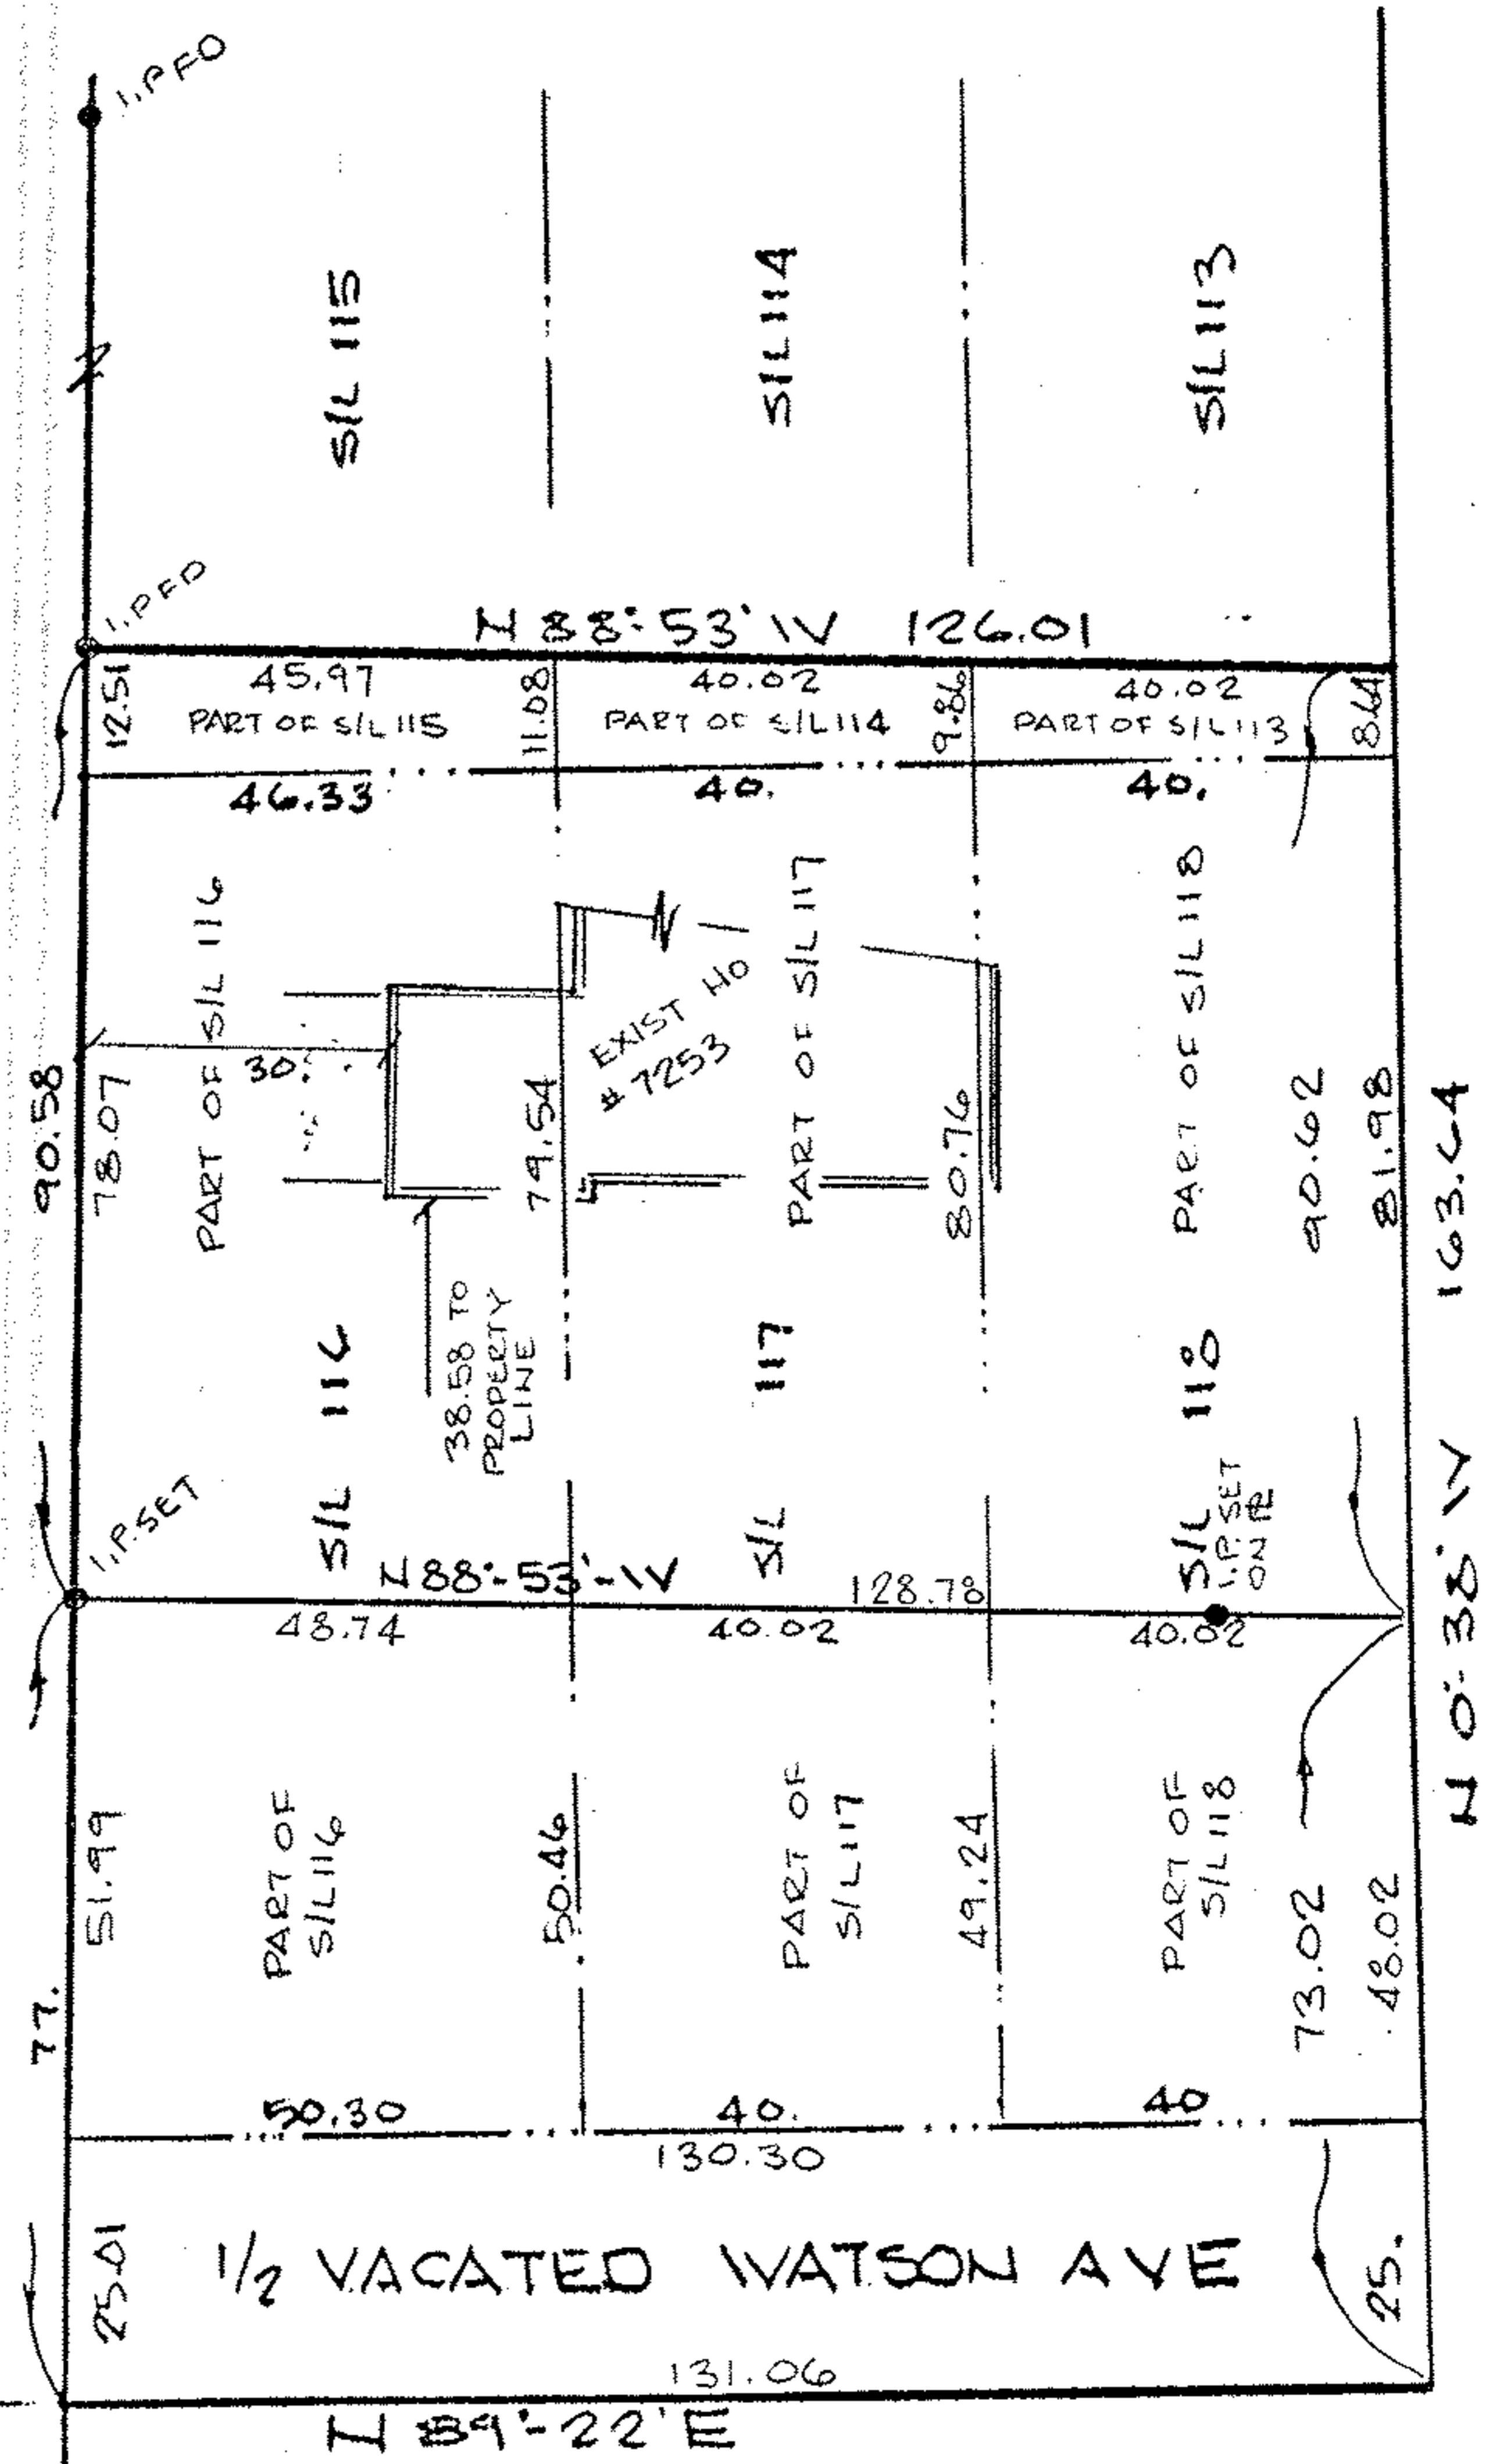 I.P.FD
S/L 115
S/L 114
S/L 113
I.P.FD
N 88°-53' W 126.01
12.51
45.97
11.08
40.02
9.86
40.02
8.64
PART OF S/L 115
PART OF S/L 114
PART OF S/L 113
46.33
40.
40.
90.58
78.07
PART OF S/L 116
30.
79.54
EXIST HO
# 7253
PART OF S/L 117
80.76
PART OF S/L 118
90.62
81.98
163.64
38.58 TO
PROPERTY
LINE
S/L 116
S/L 117
S/L 118
I.P. SET
I.P. SET
ON ℞
N 88°-53'-W
128.78
48.74
40.02
40.02
N 0°-38' W
51.99
PART OF
S/L 116
50.46
PART OF
S/L 117
49.24
PART OF
S/L 118
73.02
48.02
77.
50.30
40.
40
130.30
25.01
1/2 VACATED WATSON AVE
25.
131.06
N 89°-22' E